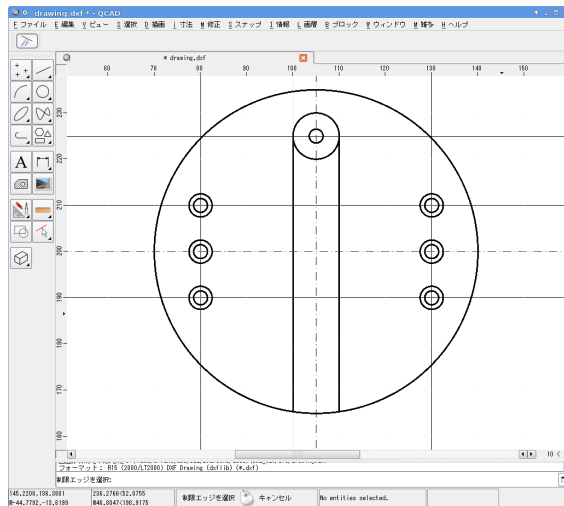 drawing.dxf * - QCAD
F ファイル E 編集 V ビュー S 選択 D 描画 I 寸法 M 修正 S スナップ I 情報 L 画層 B ブロック W ウィンドウ M 雑多 H ヘルプ
* drawing.dxf
60 70 80 90 100 110 120 130 140 150
230
220
210
200
190
180
170
160
A
10 <
フォーマット: R15 (2000/LT2000) DXF Drawing (dxflib) (*.dxf)
制限エッジを選択:
145.2208,186.3801 236.2766<52.0755 制限エッジを選択 キャンセル No entities selected.
@-44.7792,-13.6199 @46.8047<196.9175